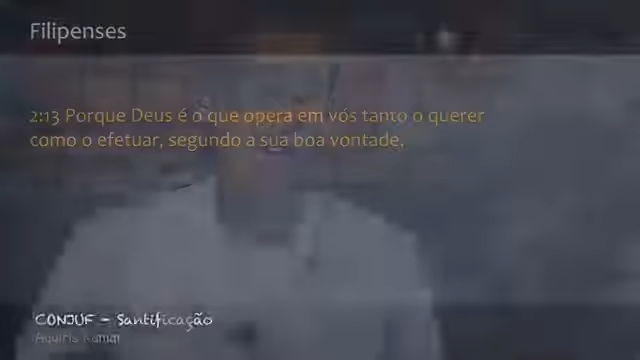 Filipenses
2:13 Porque Deus é o que opera em vós tanto o querer
como o efetuar, segundo a sua boa vontade.
CONJUF - Santificação